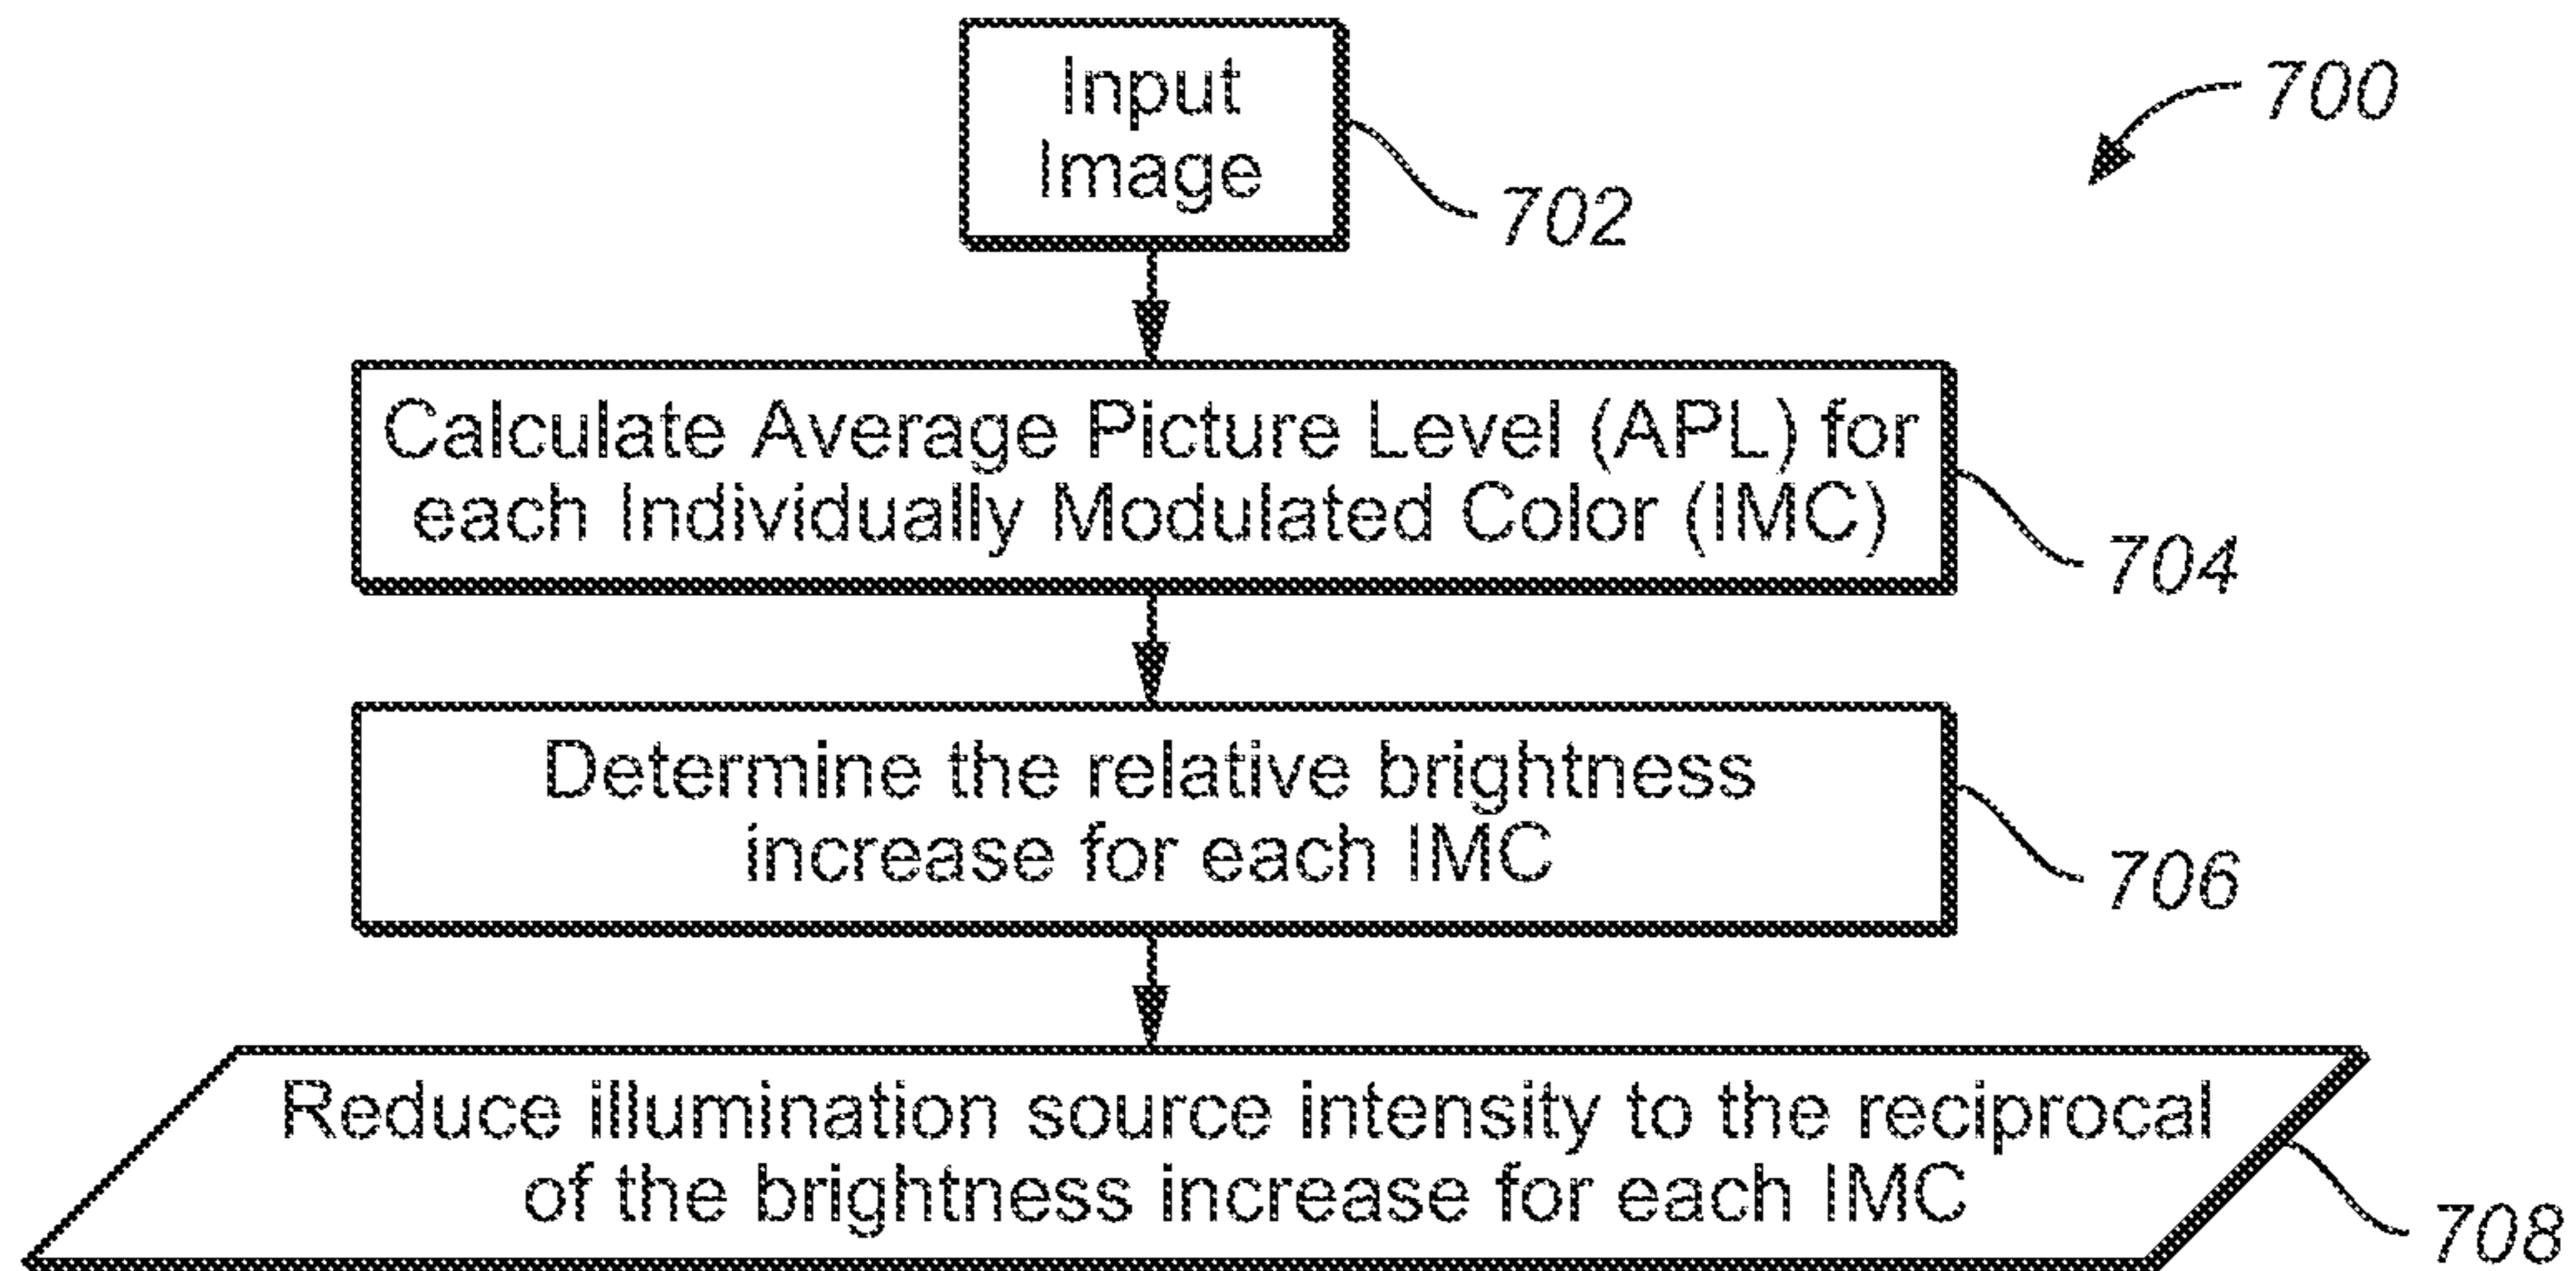 Input
Image
700
702
Calculate Average Picture Level (APL) for
each Individually Modulated Color (IMC)
704
Determine the relative brightness
increase for each IMC
706
Reduce illumination source intensity to the reciprocal
of the brightness increase for each IMC
708